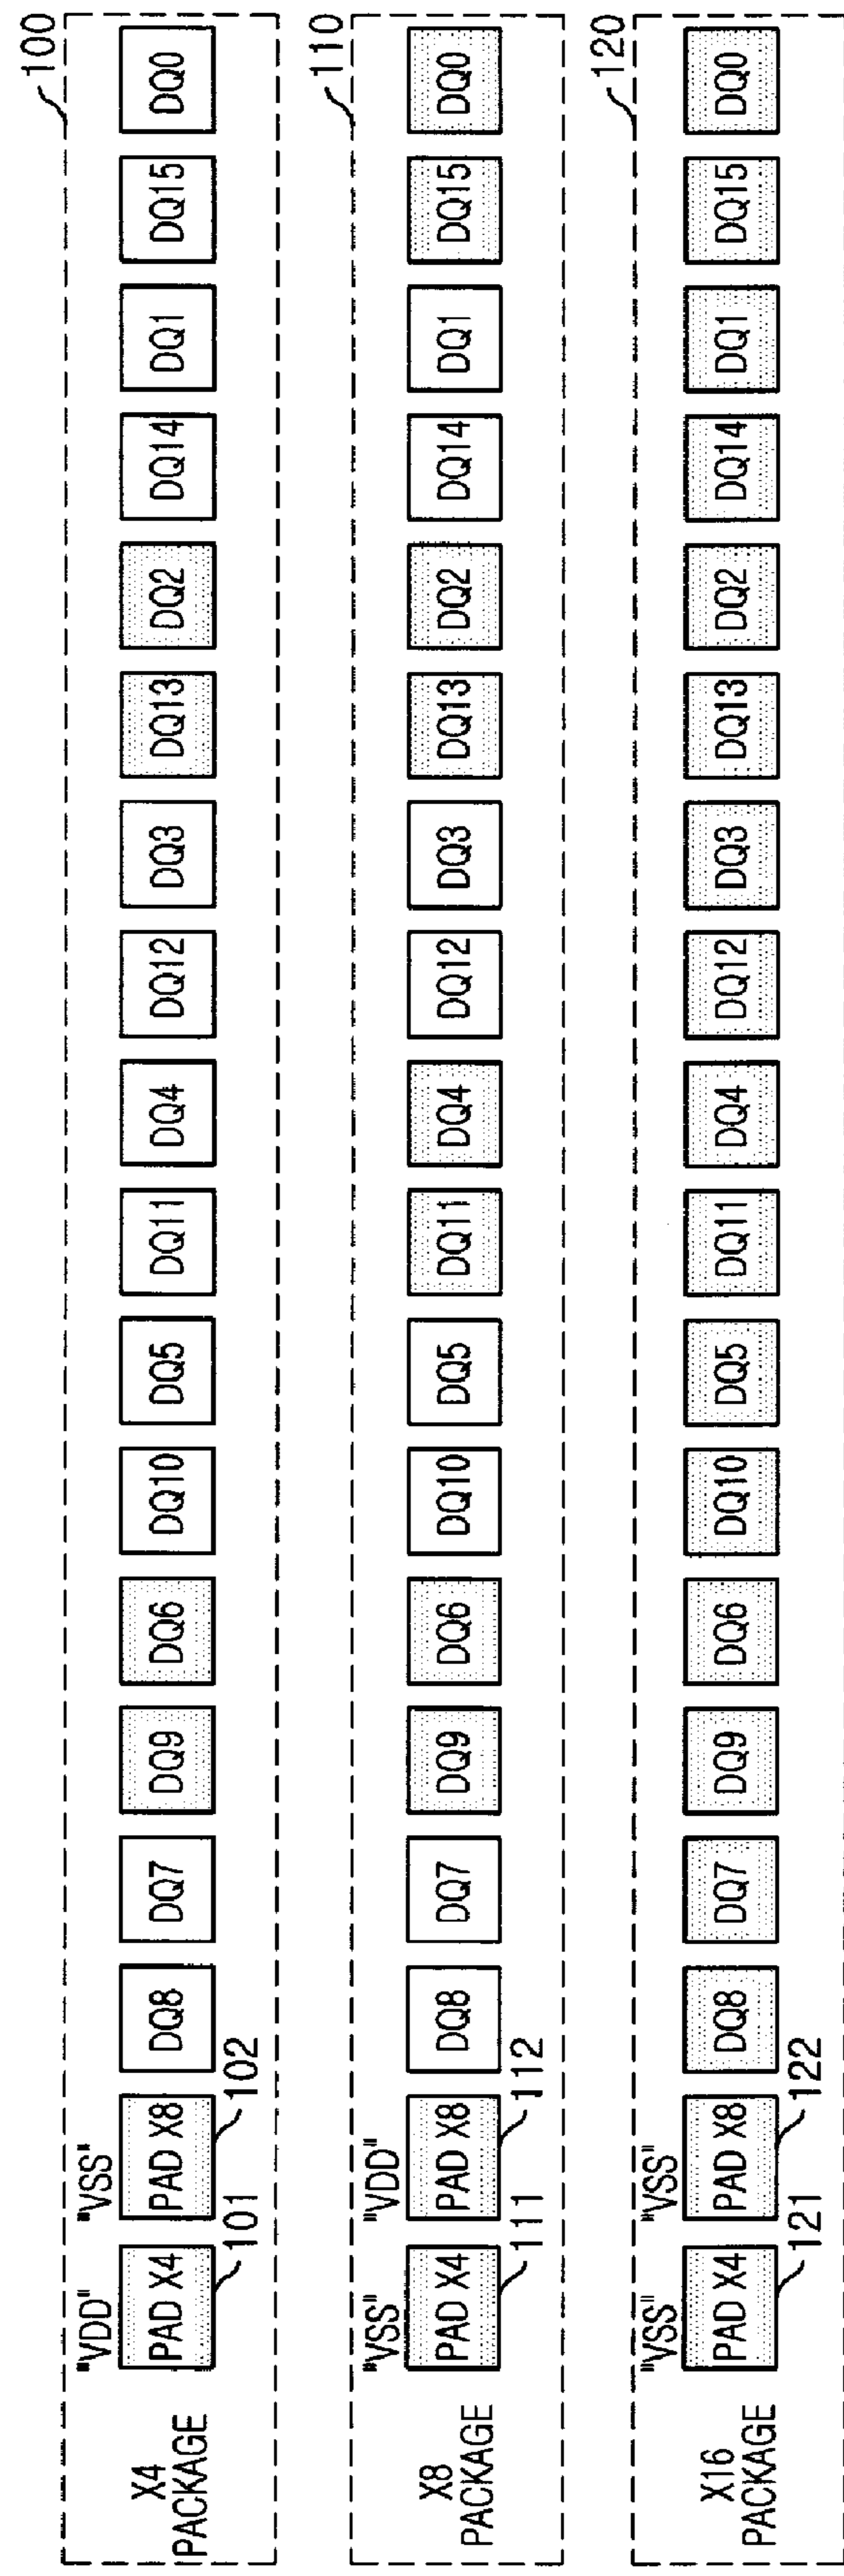 100
"VDD" "VSS"
X4
PACKAGE
PAD X4 PAD X8 DQ8 DQ7 DQ9 DQ6 DQ10 DQ5 DQ11 DQ4 DQ12 DQ3 DQ13 DQ2 DQ14 DQ1 DQ15 DQ0
101 102
110
"VSS" "VDD"
X8
PACKAGE
PAD X4 PAD X8 DQ8 DQ7 DQ9 DQ6 DQ10 DQ5 DQ11 DQ4 DQ12 DQ3 DQ13 DQ2 DQ14 DQ1 DQ15 DQ0
111 112
120
"VSS" "VSS"
X16
PACKAGE
PAD X4 PAD X8 DQ8 DQ7 DQ9 DQ6 DQ10 DQ5 DQ11 DQ4 DQ12 DQ3 DQ13 DQ2 DQ14 DQ1 DQ15 DQ0
121 122